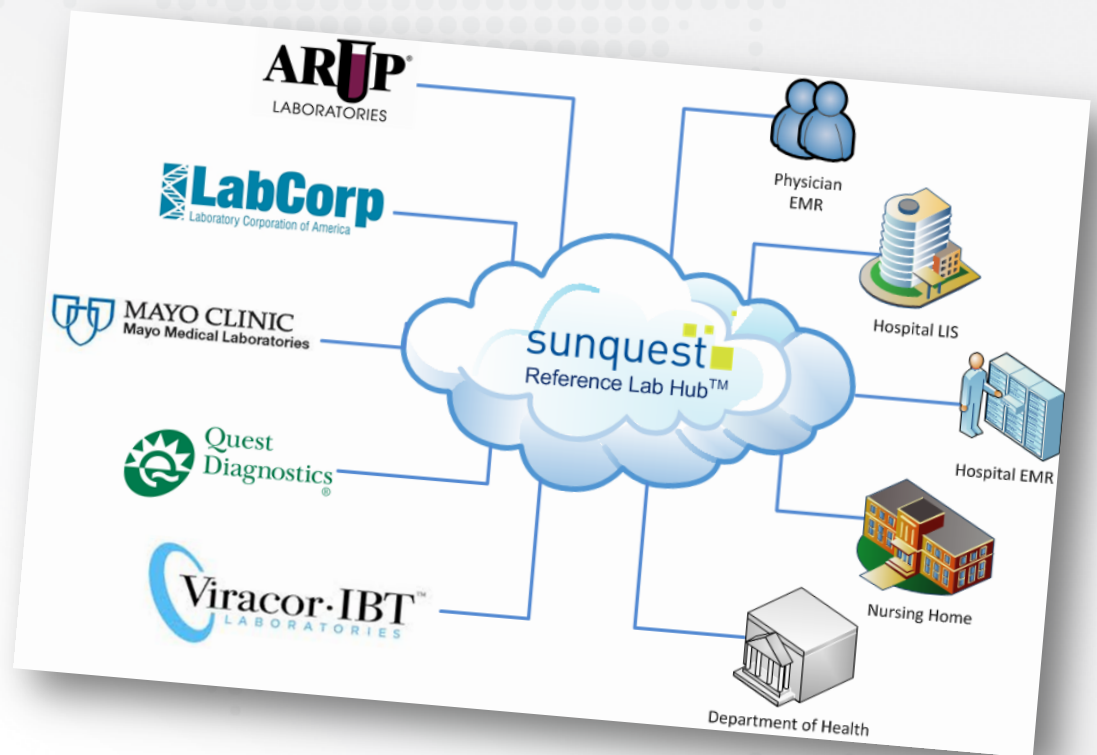 ARUP®
LABORATORIES
LabCorp
Laboratory Corporation of America
MAYO CLINIC
Mayo Medical Laboratories
Quest
Diagnostics
®
Viracor·IBT™
LABORATORIES
sunquest
Reference Lab Hub™
Physician
EMR
Hospital LIS
Hospital EMR
Nursing Home
Department of Health